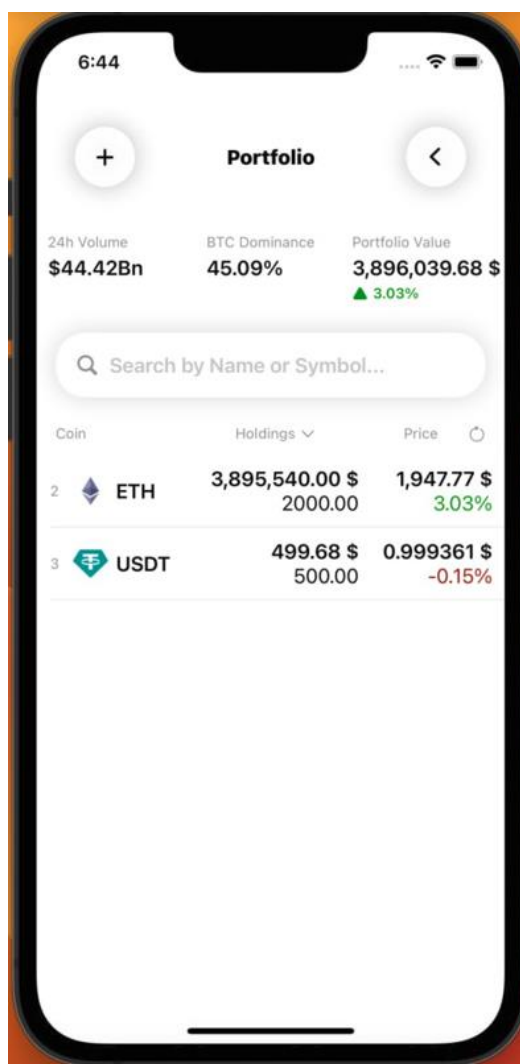 6:44
Portfolio
24h Volume BTC Dominance Portfolio Value
$44.42Bn 45.09% 3,896,039.68 $
3.03%
Search by Name or Symbol...
Coin Holdings Price
2 ETH 3,895,540.00 $ 1,947.77 $
2000.00 3.03%
3 USDT 499.68 $ 0.999361 $
500.00 -0.15%